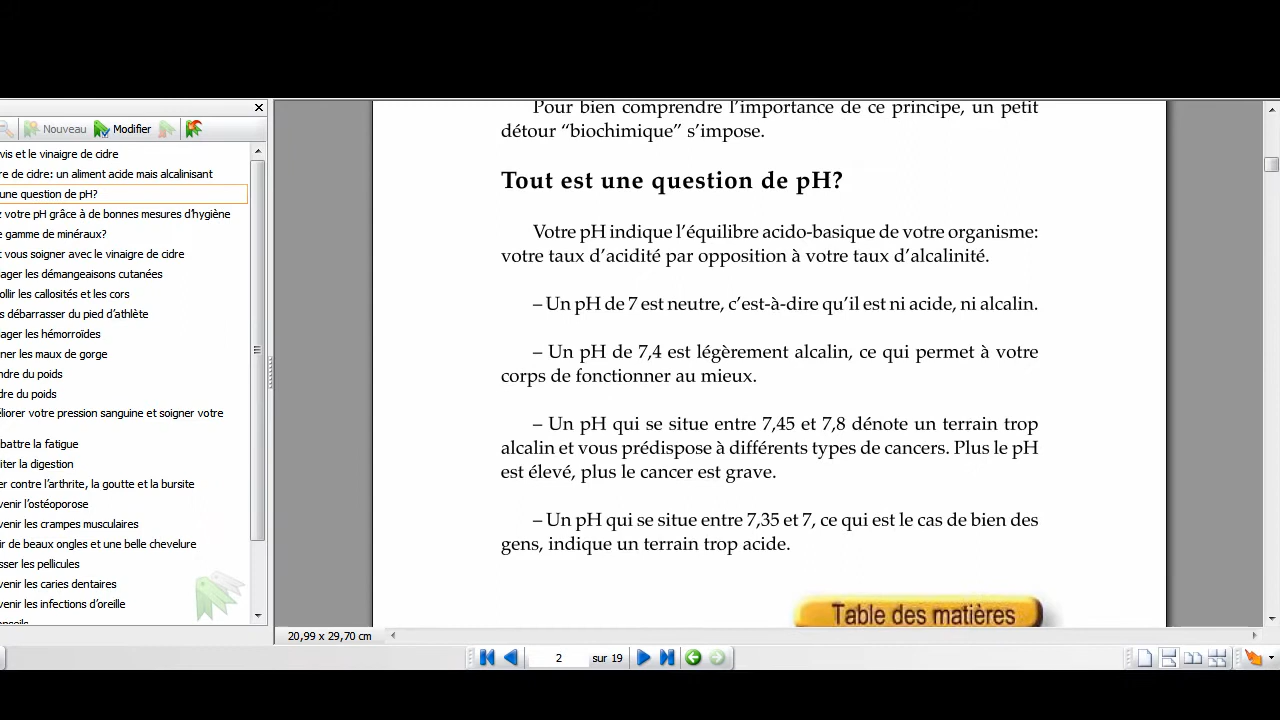 Nouveau
Modifier
vis et le vinaigre de cidre
re de cidre: un aliment acide mais alcalinisant
une question de pH?
z votre pH grâce à de bonnes mesures d'hygiène
e gamme de minéraux?
t vous soigner avec le vinaigre de cidre
ager les démangeaisons cutanées
ollir les callosités et les cors
s débarrasser du pied d'athlète
lager les hémorroïdes
ner les maux de gorge
ndre du poids
dre du poids
éliorer votre pression sanguine et soigner votre
battre la fatigue
iter la digestion
er contre l'arthrite, la goutte et la bursite
venir l'ostéoporose
venir les crampes musculaires
ir de beaux ongles et une belle chevelure
sser les pellicules
venir les caries dentaires
venir les infections d'oreille
Pour bien comprendre l'importance de ce principe, un petit
détour “biochimique” s'impose.
Tout est une question de pH?
Votre pH indique l'équilibre acido-basique de votre organisme:
votre taux d'acidité par opposition à votre taux d'alcalinité.
– Un pH de 7 est neutre, c'est-à-dire qu'il est ni acide, ni alcalin.
– Un pH de 7,4 est légèrement alcalin, ce qui permet à votre
corps de fonctionner au mieux.
– Un pH qui se situe entre 7,45 et 7,8 dénote un terrain trop
alcalin et vous prédispose à différents types de cancers. Plus le pH
est élevé, plus le cancer est grave.
– Un pH qui se situe entre 7,35 et 7, ce qui est le cas de bien des
gens, indique un terrain trop acide.
Table des matières
20,99 x 29,70 cm
2 sur 19